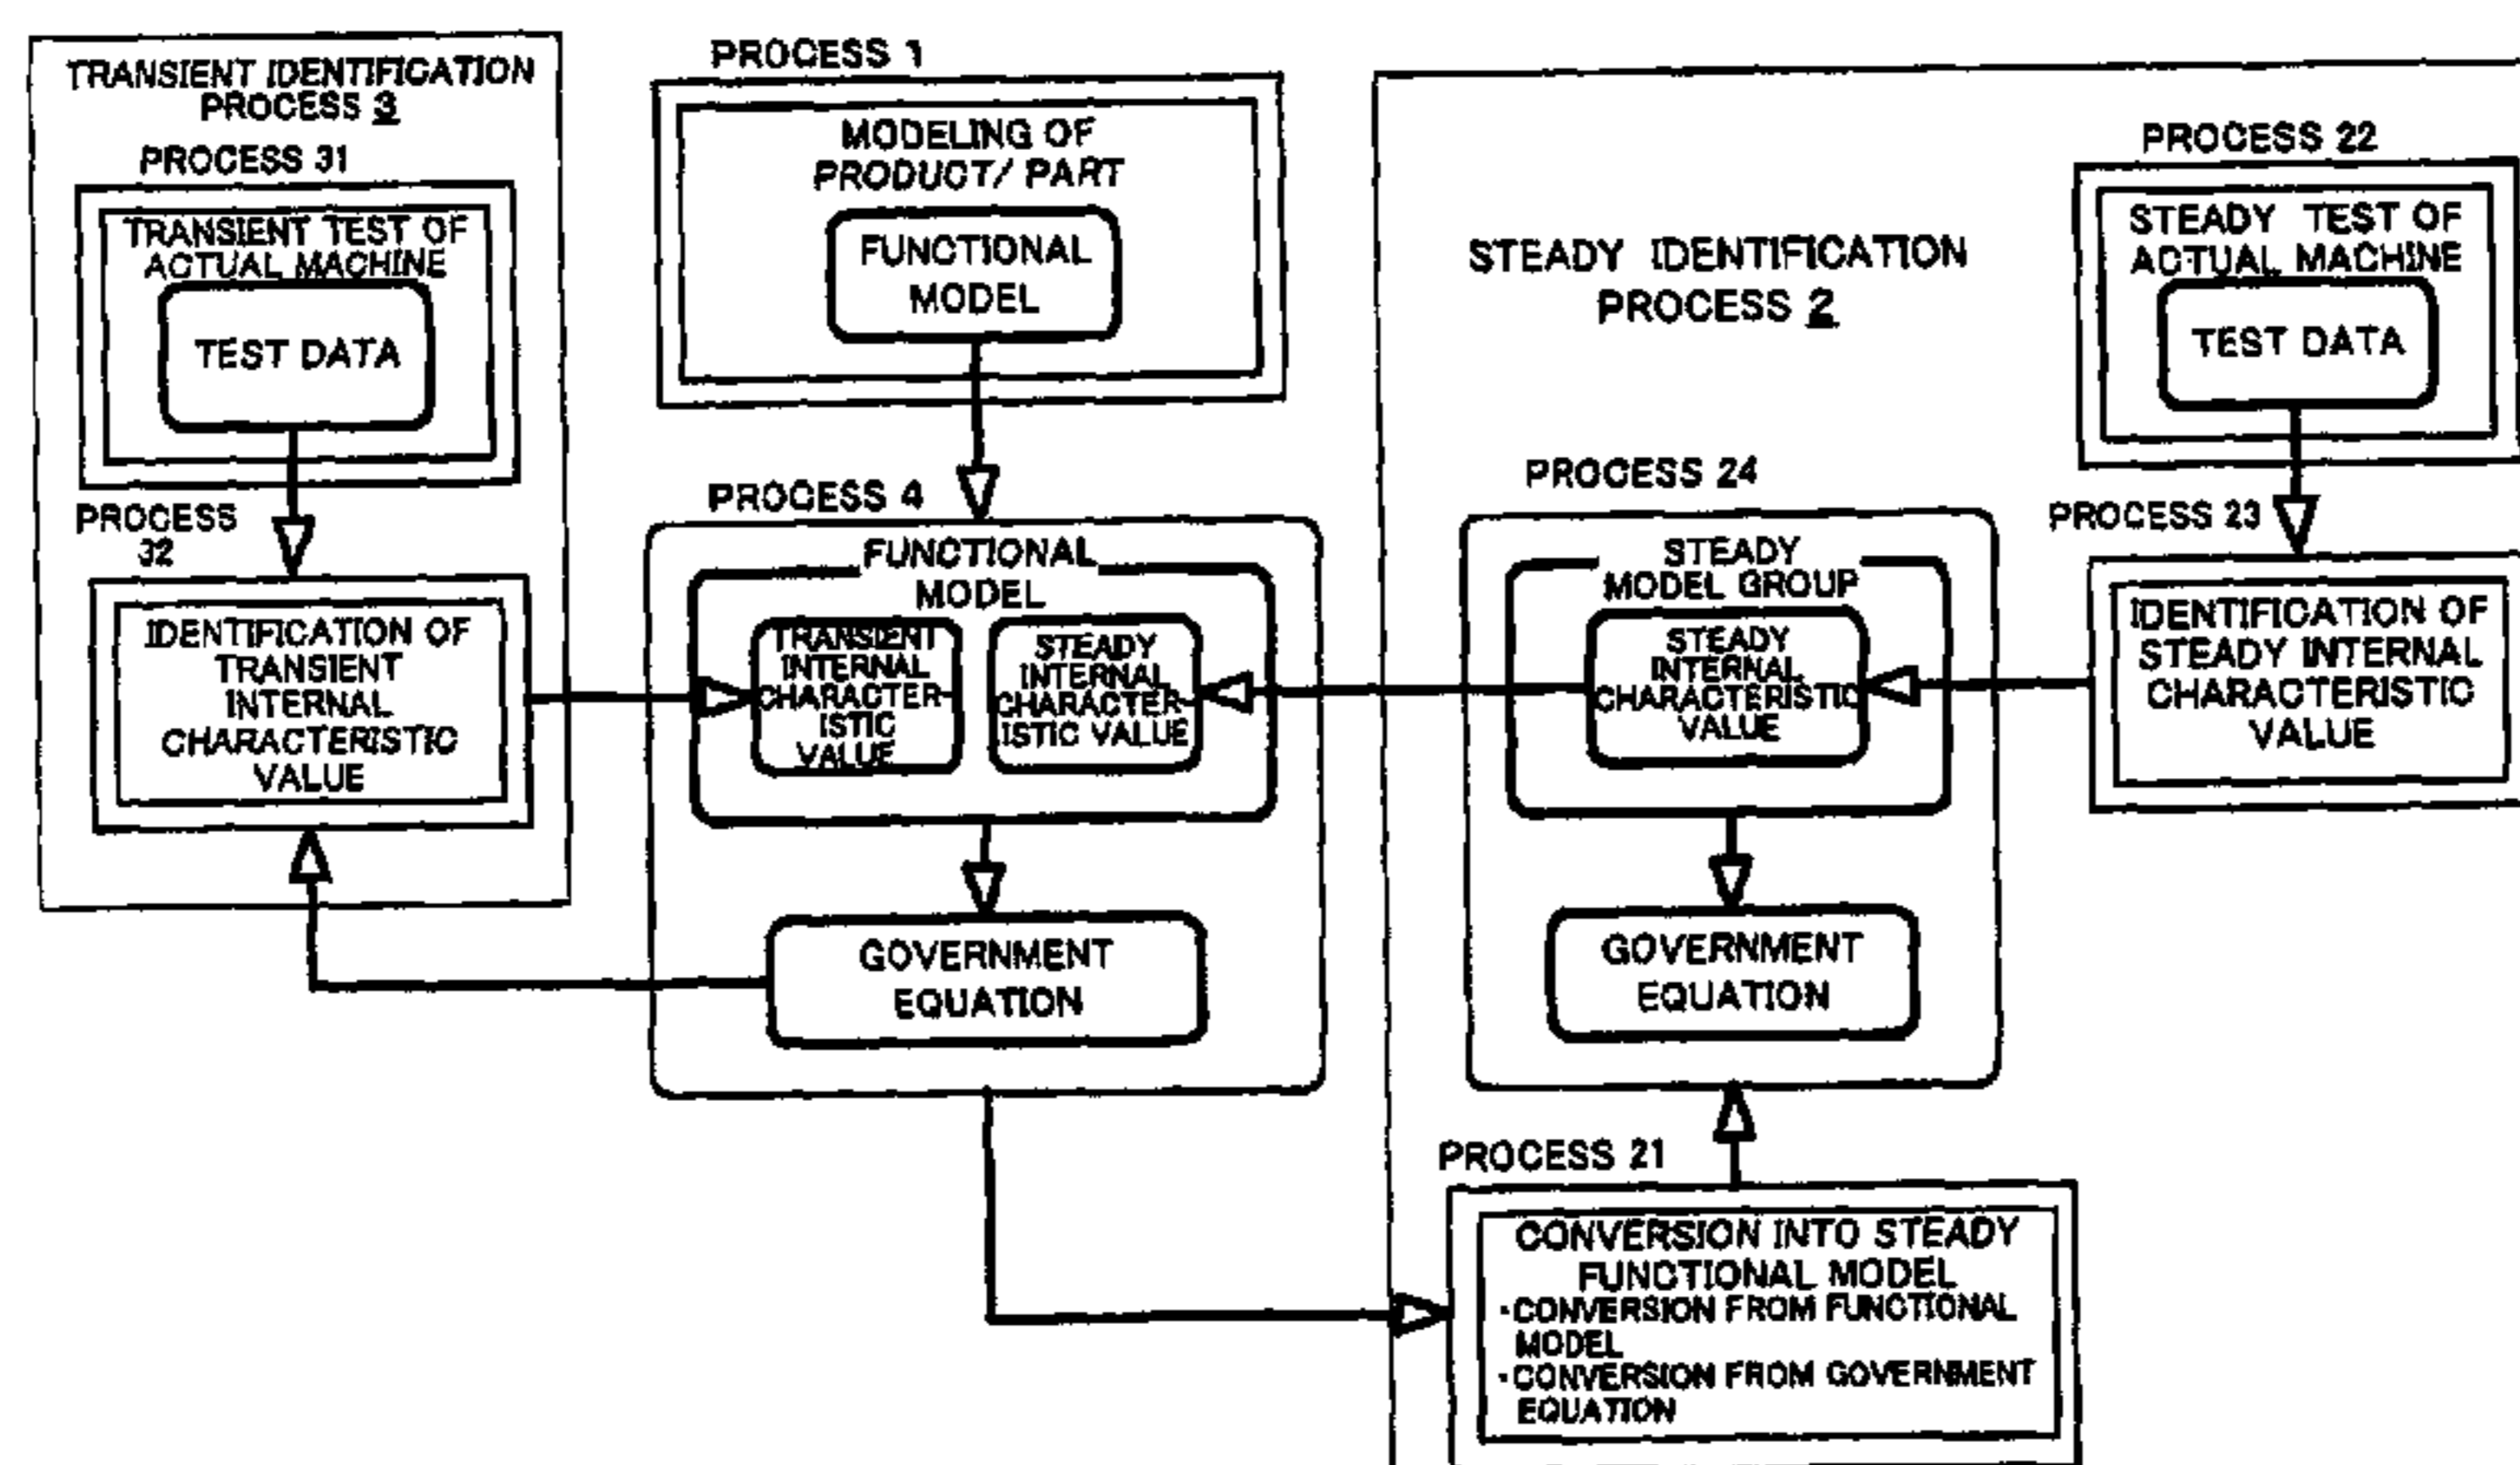 TRANSIENT IDENTIFICATION
PROCESS 3
PROCESS 31
TRANSIENT TEST OF
ACTUAL MACHINE
TEST DATA
PROCESS
32
IDENTIFICATION OF
TRANSIENT
INTERNAL
CHARACTERISTIC
VALUE
PROCESS 1
MODELING OF
PRODUCT/ PART
FUNCTIONAL
MODEL
PROCESS 4
FUNCTIONAL
MODEL
TRANSIENT
INTERNAL
CHARACTER-
ISTIC
VALUE
STEADY
INTERNAL
CHARACTER-
ISTIC VALUE
GOVERNMENT
EQUATION
STEADY IDENTIFICATION
PROCESS 2
PROCESS 22
STEADY TEST OF
ACTUAL MACHINE
TEST DATA
PROCESS 24
STEADY
MODEL GROUP
STEADY
INTERNAL
CHARACTERISTIC
VALUE
GOVERNMENT
EQUATION
PROCESS 23
IDENTIFICATION OF
STEADY INTERNAL
CHARACTERISTIC
VALUE
PROCESS 21
CONVERSION INTO STEADY
FUNCTIONAL MODEL
·CONVERSION FROM FUNCTIONAL
MODEL
·CONVERSION FROM GOVERNMENT
EQUATION